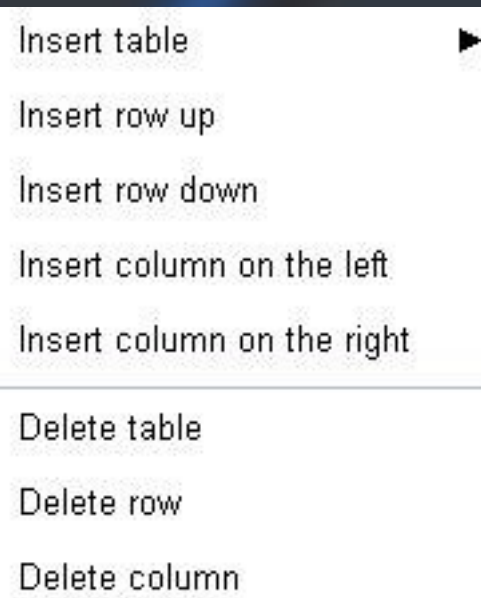 Insert table
Insert row up
Insert row down
Insert column on the left
Insert column on the right
Delete table
Delete row
Delete column